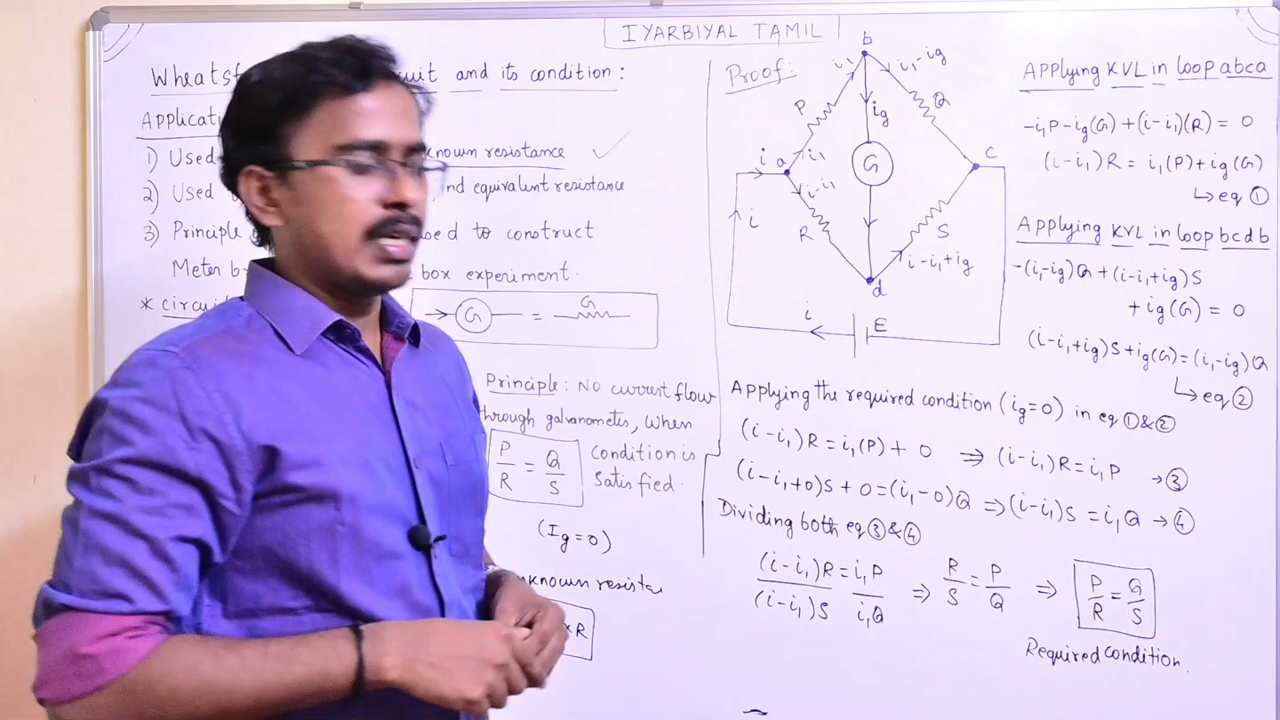 IYARBIYAL TAMIL
Wheatst uit and its condition:
Applicat
1) Used known resistance
2) Used nd equivalent resistance
3) Principle sed to construct
Meter b box experiment.
* circui
G = G
Principle: No current flow
through galvanometer, When
P/R = Q/S condition is
Satisfied.
(Ig=0)
nknown resistor
×R
Proof:
b
i₁
i₁-ig
P
Q
ig
i a
i₁
G
c
i-i₁
i
R
S
i-i₁+ig
d
i
E
Applying KVL in loop abca
-i₁P-ig(G)+(i-i₁)(R) = 0
(i-i₁)R = i₁(P)+ig(G)
↳eq ①
Applying KVL in loop bcdb
-(i₁-ig)Q+(i-i₁+ig)S
+ig(G) = 0
(i-i₁+ig)S+ig(G)=(i₁-ig)Q
↳eq ②
Applying the required condition (ig=0) in eq ①&②
(i-i₁)R=i₁(P)+0 ⇒ (i-i₁)R=i₁P →③
(i-i₁+0)S+0=(i₁-0)Q ⇒(i-i₁)S=i₁Q →④
Dividing both eq ③&④
(i-i₁)R/(i-i₁)S = i₁P/i₁Q ⇒ R/S = P/Q ⇒ P/R = Q/S
Required condition.